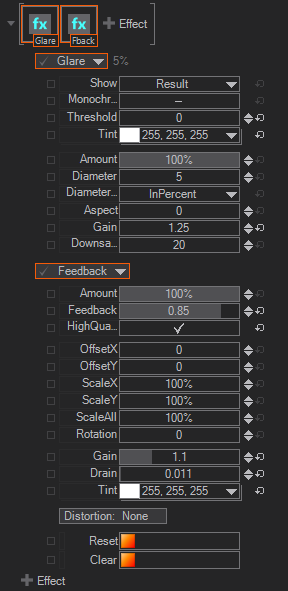 fx fx Effect
Glare Fback
Glare 5%
Show Result
Monochr... –
Threshold 0
Tint 255, 255, 255
Amount 100%
Diameter 5
Diameter... InPercent
Aspect 0
Gain 1.25
Downsa... 20
Feedback
Amount 100%
Feedback 0.85
HighQua...
OffsetX 0
OffsetY 0
ScaleX 100%
ScaleY 100%
ScaleAll 100%
Rotation 0
Gain 1.1
Drain 0.011
Tint 255, 255, 255
Distortion: None
Reset
Clear
Effect